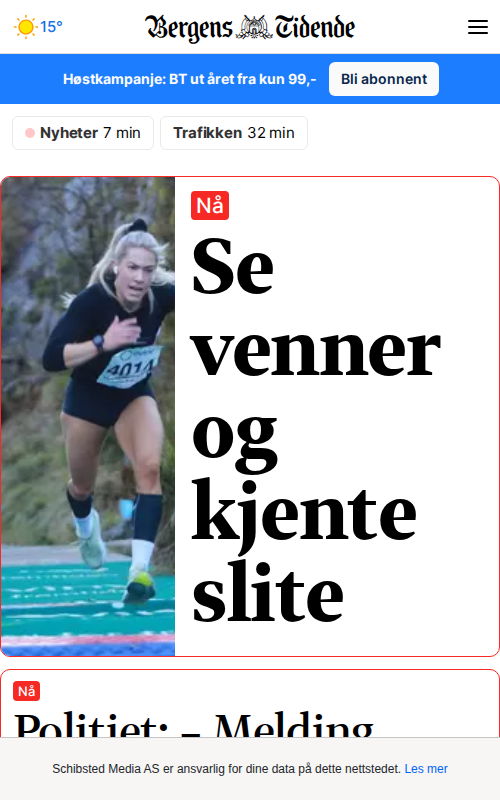 15°
Bergens Tidende
Høstkampanje: BT ut året fra kun 99,-
Bli abonnent
Nyheter 7 min
Trafikken 32 min
Nå
Se
venner
og
kjente
slite
4014
Nå
Politiet: – Melding
Schibsted Media AS er ansvarlig for dine data på dette nettstedet. Les mer